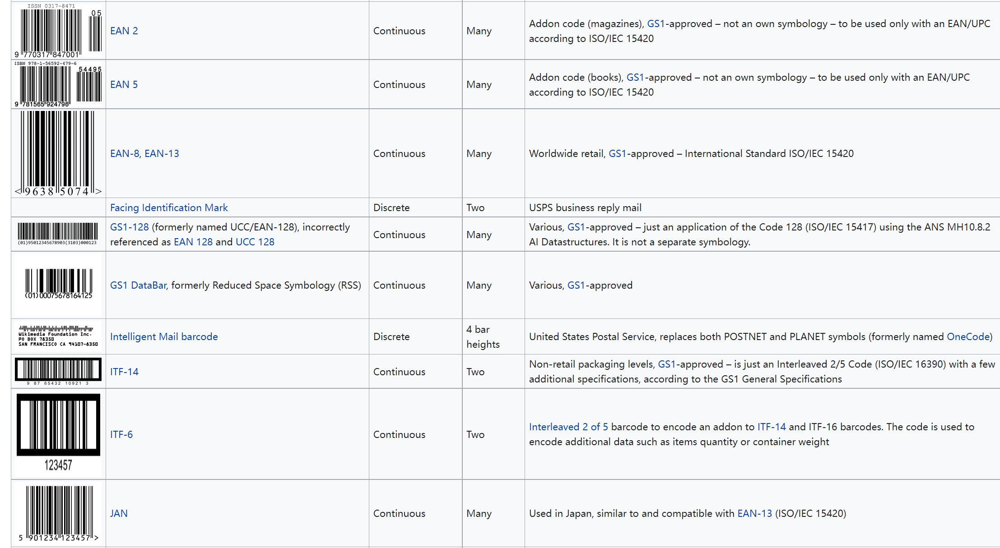 ISSN 0317-8471
05
9 770317 847001
EAN 2
Continuous
Many
Addon code (magazines), GS1-approved – not an own symbology – to be used only with an EAN/UPC
according to ISO/IEC 15420
ISBN 978-1-56592-479-6
54495
9 781565 924796
EAN 5
Continuous
Many
Addon code (books), GS1-approved – not an own symbology – to be used only with an EAN/UPC
according to ISO/IEC 15420
<9638 5074>
EAN-8, EAN-13
Continuous
Many
Worldwide retail, GS1-approved – International Standard ISO/IEC 15420
Facing Identification Mark
Discrete
Two
USPS business reply mail
(01)95012345678903(3103)000123
GS1-128 (formerly named UCC/EAN-128), incorrectly
referenced as EAN 128 and UCC 128
Continuous
Many
Various, GS1-approved – just an application of the Code 128 (ISO/IEC 15417) using the ANS MH10.8.2
AI Datastructures. It is not a separate symbology.
(01)00075678164125
GS1 DataBar, formerly Reduced Space Symbology (RSS)
Continuous
Many
Various, GS1-approved
Wikimedia Foundation Inc.
PO BOX 78350
SAN FRANCISCO CA 94107-8350
Intelligent Mail barcode
Discrete
4 bar
heights
United States Postal Service, replaces both POSTNET and PLANET symbols (formerly named OneCode)
9 87 65432 10921 3
ITF-14
Continuous
Two
Non-retail packaging levels, GS1-approved – is just an Interleaved 2/5 Code (ISO/IEC 16390) with a few
additional specifications, according to the GS1 General Specifications
123457
ITF-6
Continuous
Two
Interleaved 2 of 5 barcode to encode an addon to ITF-14 and ITF-16 barcodes. The code is used to
encode additional data such as items quantity or container weight
5 901234 123457 >
JAN
Continuous
Many
Used in Japan, similar to and compatible with EAN-13 (ISO/IEC 15420)